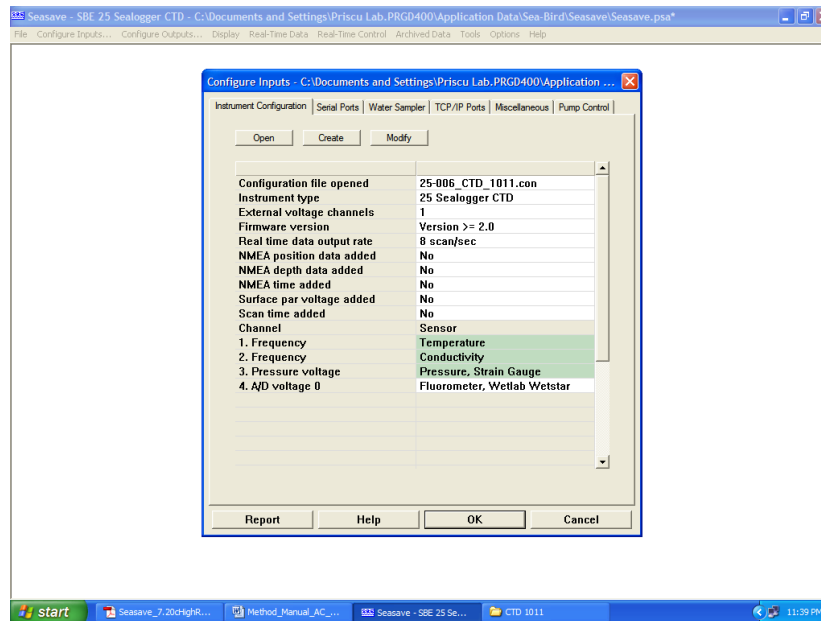 Seasave - SBE 25 Sealogger CTD - C:\Documents and Settings\Priscu Lab.PRGD400\Application Data\Sea-Bird\Seasave\Seasave.psa*
File Configure Inputs... Configure Outputs... Display Real-Time Data Real-Time Control Archived Data Tools Options Help
Configure Inputs - C:\Documents and Settings\Priscu Lab.PRGD400\Application ...
Instrument Configuration Serial Ports Water Sampler TCP/IP Ports Miscellaneous Pump Control
Open Create Modify
Configuration file opened 25-006_CTD_1011.con
Instrument type 25 Sealogger CTD
External voltage channels 1
Firmware version Version >= 2.0
Real time data output rate 8 scan/sec
NMEA position data added No
NMEA depth data added No
NMEA time added No
Surface par voltage added No
Scan time added No
Channel Sensor
1. Frequency Temperature
2. Frequency Conductivity
3. Pressure voltage Pressure, Strain Gauge
4. A/D voltage 0 Fluorometer, Wetlab Wetstar
Report Help OK Cancel
start Seasave_7.20cHighR... Method_Manual_AC_... Seasave - SBE 25 Se... CTD 1011 11:39 PM